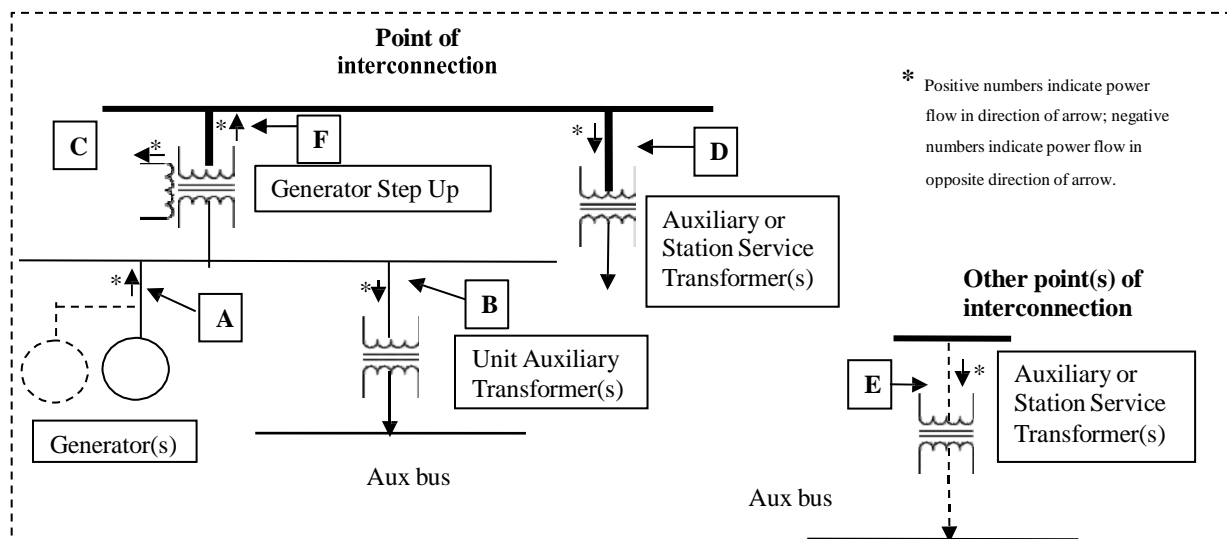 Point of
interconnection
* Positive numbers indicate power
flow in direction of arrow; negative
numbers indicate power flow in
opposite direction of arrow.
C
*
*
F
*
D
Generator Step Up
Auxiliary or
Station Service
Transformer(s)
*
A
*
B
Unit Auxiliary
Transformer(s)
Generator(s)
Aux bus
Other point(s) of
interconnection
E
*
Auxiliary or
Station Service
Transformer(s)
Aux bus